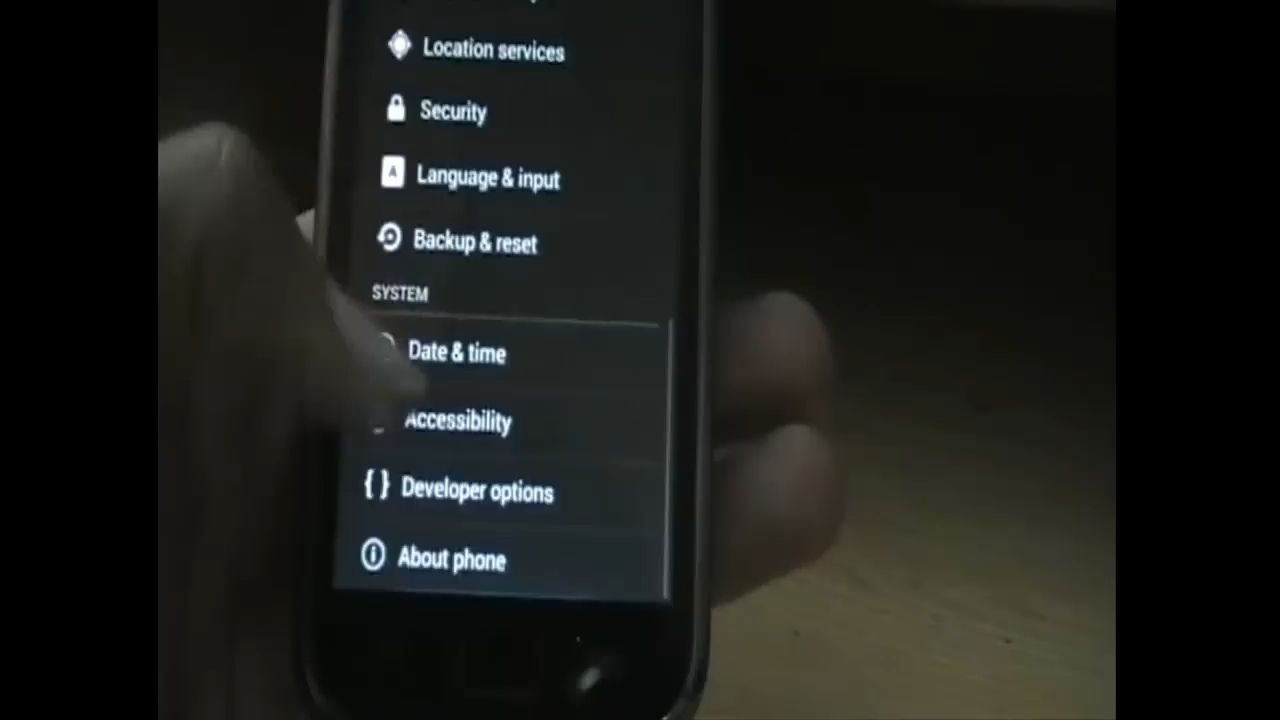 Location services
Security
A
Language & input
Backup & reset
SYSTEM
Date & time
Accessibility
{} Developer options
About phone